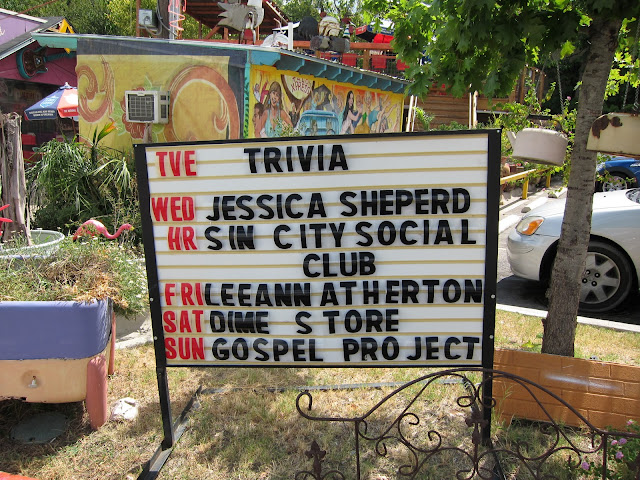 TVE TRIVIA
WED JESSICA SHEPERD
HR SIN CITY SOCIAL
CLUB
FRI LEEANN ATHERTON
SAT DIME STORE
SUN GOSPEL PROJECT